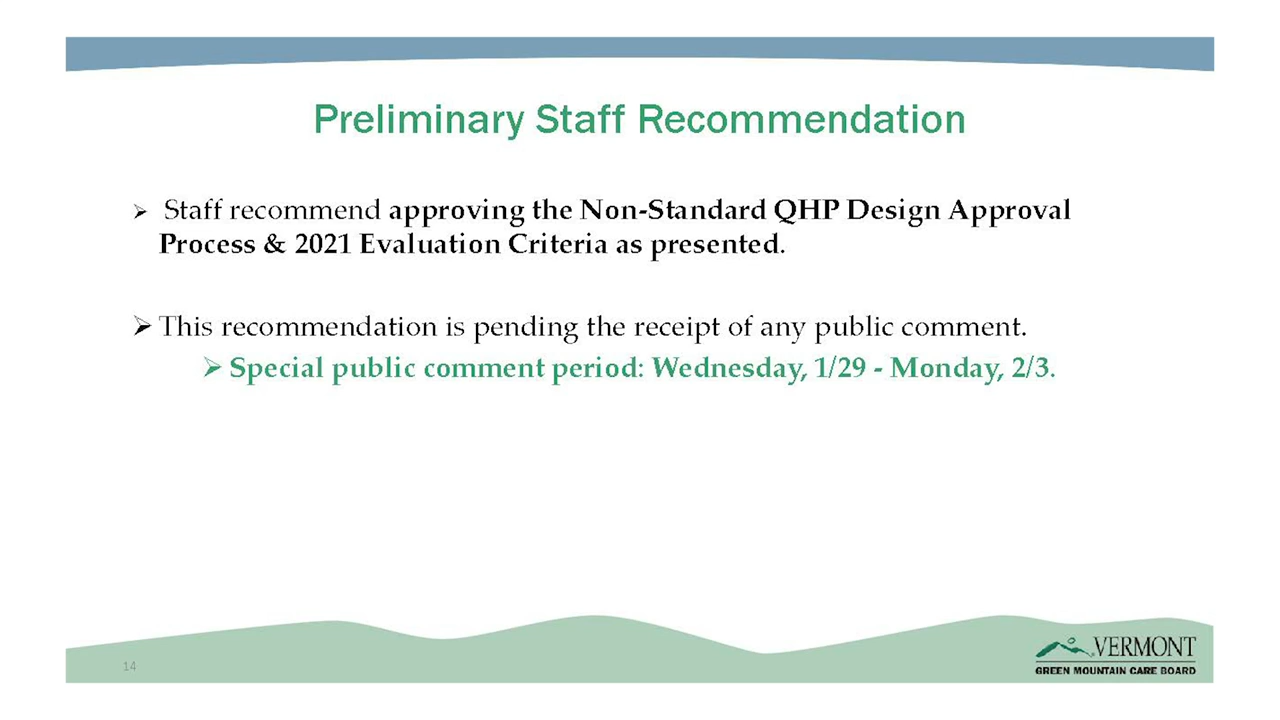 Preliminary Staff Recommendation
➢ Staff recommend approving the Non-Standard QHP Design Approval
Process & 2021 Evaluation Criteria as presented.
➢ This recommendation is pending the receipt of any public comment.
➢ Special public comment period: Wednesday, 1/29 - Monday, 2/3.
14
VERMONT
GREEN MOUNTAIN CARE BOARD